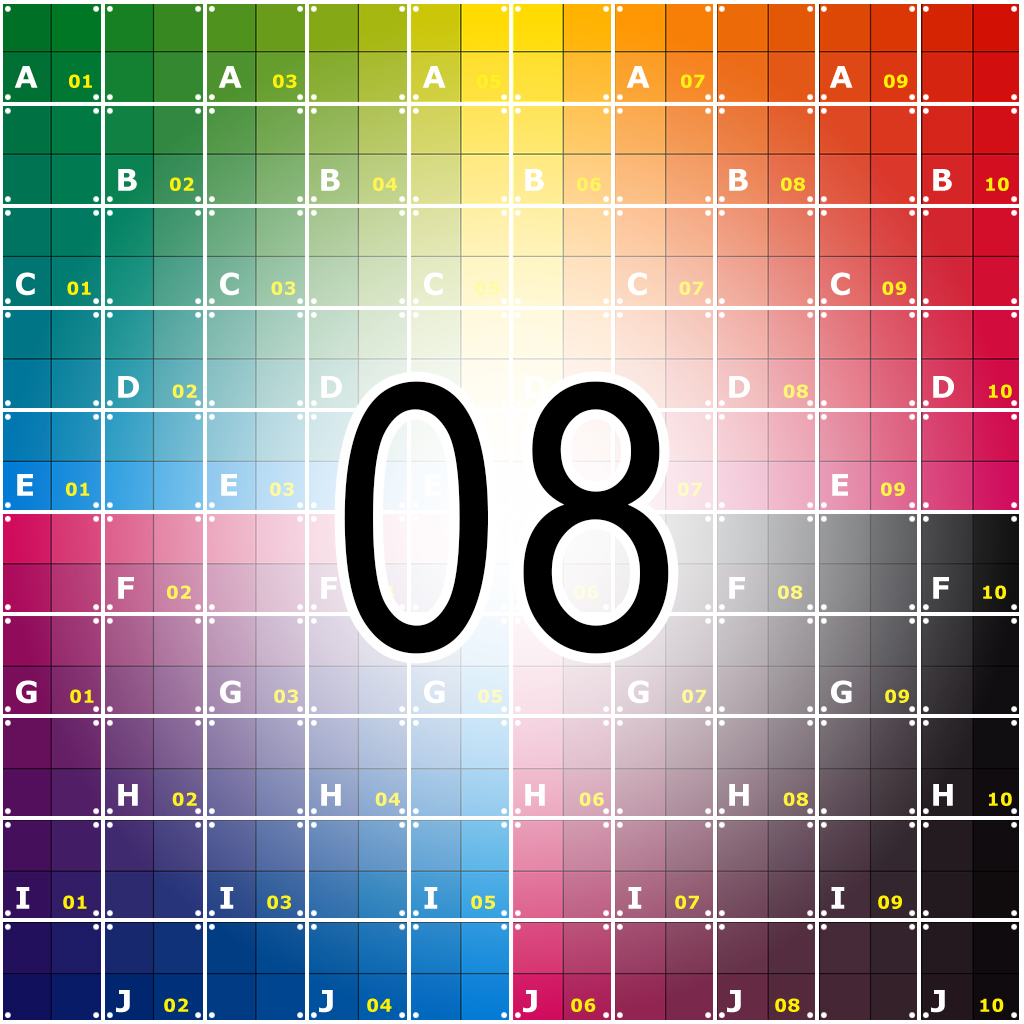 A 01 A 03 A 05 A 07 A 09
B 02 B 04 B 06 B 08 B 10
C 01 C 03 C 05 C 07 C 09
D 02 D D D 08 D 10
E 01 E 03 E 07 E 09
08
F 02 F 06 F 08 F 10
G 01 G 03 G 05 G 07 G 09
H 02 H 04 H 06 H 08 H 10
I 01 I 03 I 05 I 07 I 09
J 02 J 04 J 06 J 08 J 10